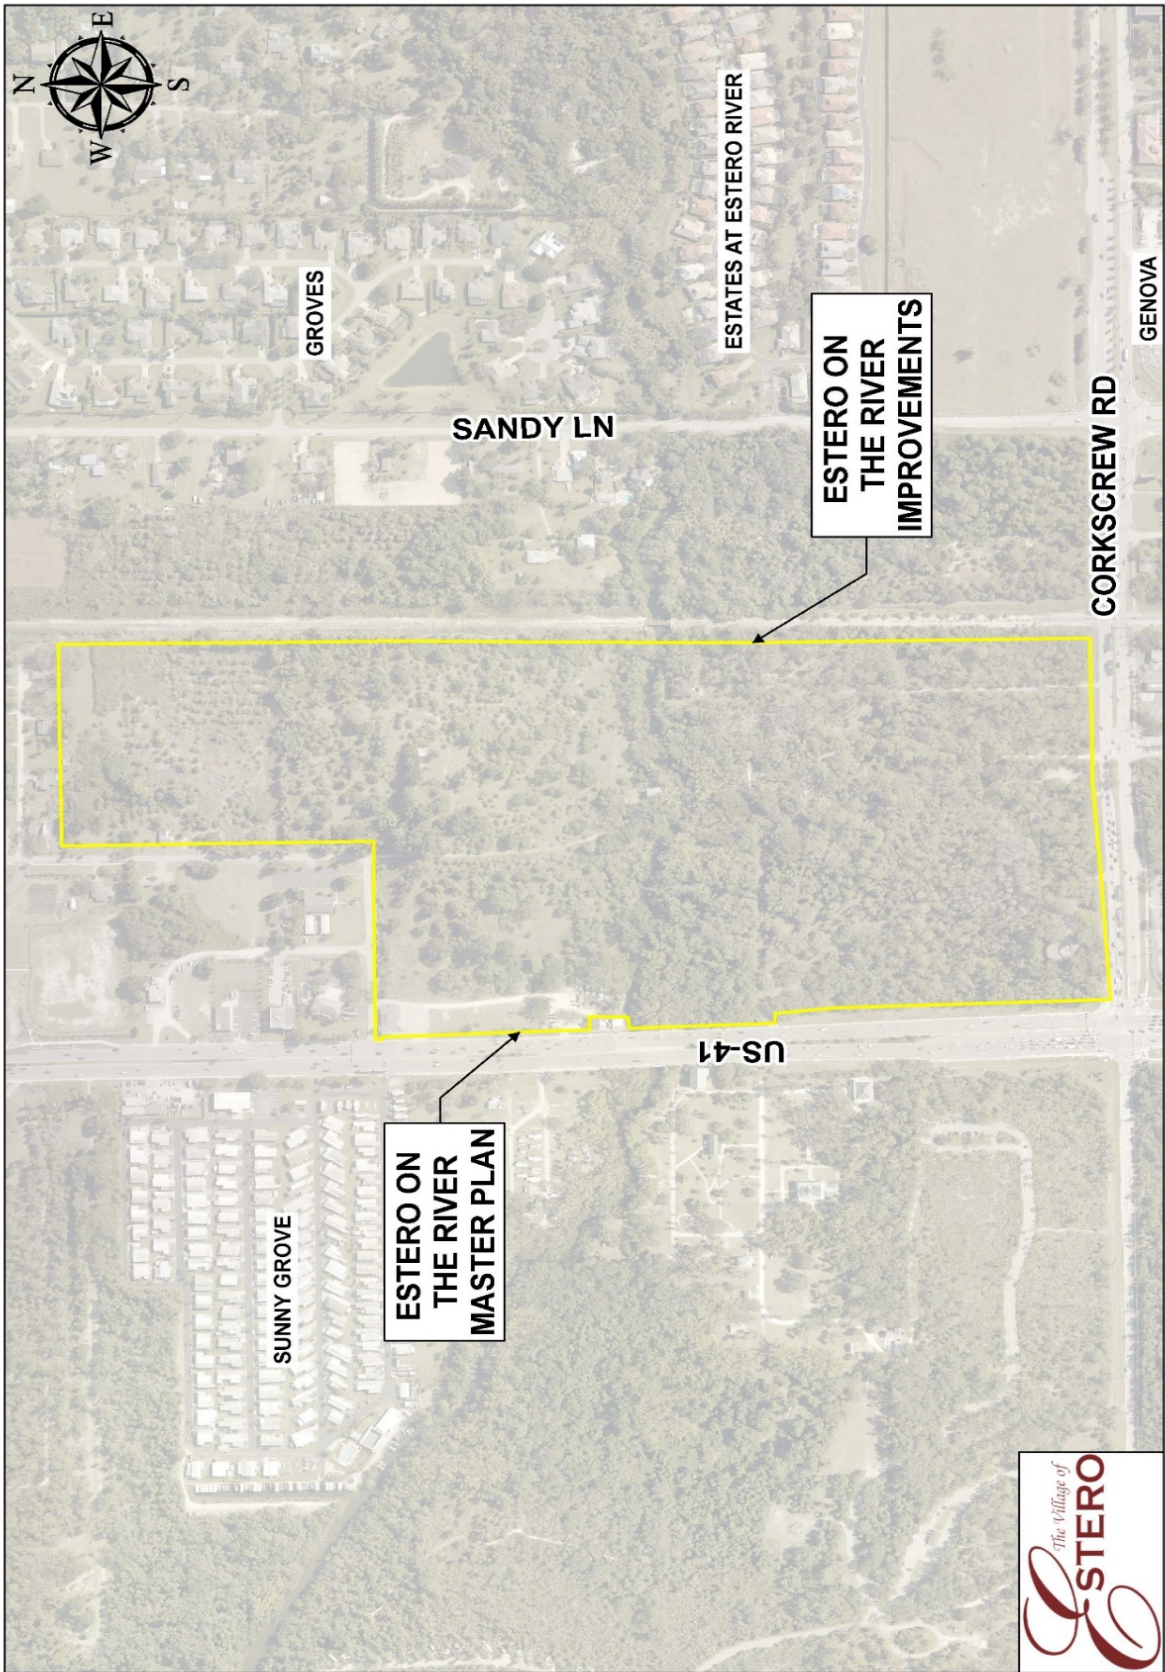 N
E
S
W
GROVES
ESTATES AT ESTERO RIVER
SANDY LN
ESTERO ON
THE RIVER
IMPROVEMENTS
GENOVA
CORKSCREW RD
US-41
ESTERO ON
THE RIVER
MASTER PLAN
SUNNY GROVE
The Village of
ESTERO